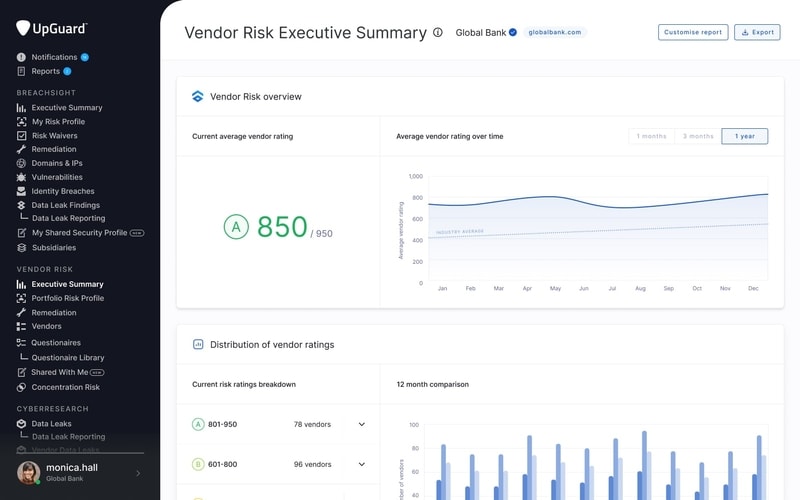 UpGuard
Notifications
Reports
BREACHSIGHT
Executive Summary
My Risk Profile
Risk Waivers
Remediation
Domains & IPs
Vulnerabilities
Identity Breaches
Data Leak Findings
Data Leak Reporting
My Shared Security Profile NEW
Subsidiaries
VENDOR RISK
Executive Summary
Portfolio Risk Profile
Remediation
Vendors
Questionaires
Questionaire Library
Shared With Me NEW
Concentration Risk
CYBERRESEARCH
Data Leaks
Data Leak Reporting
Vendor Data Leaks
monica.hall
Global Bank
Vendor Risk Executive Summary
Global Bank
globalbank.com
Customise report
Export
Vendor Risk overview
Current average vendor rating
A 850 / 950
Average vendor rating over time
1 months
3 months
1 year
Average vendor rating
1,000
800
600
400
200
0
INDUSTRY AVERAGE
Jan Feb Mar Apr May Jun Jul Aug Sep Oct Nov Dec
Distribution of vendor ratings
Current risk ratings breakdown
A 801-950 78 vendors
B 601-800 96 vendors
12 month comparison
100
80
60
40